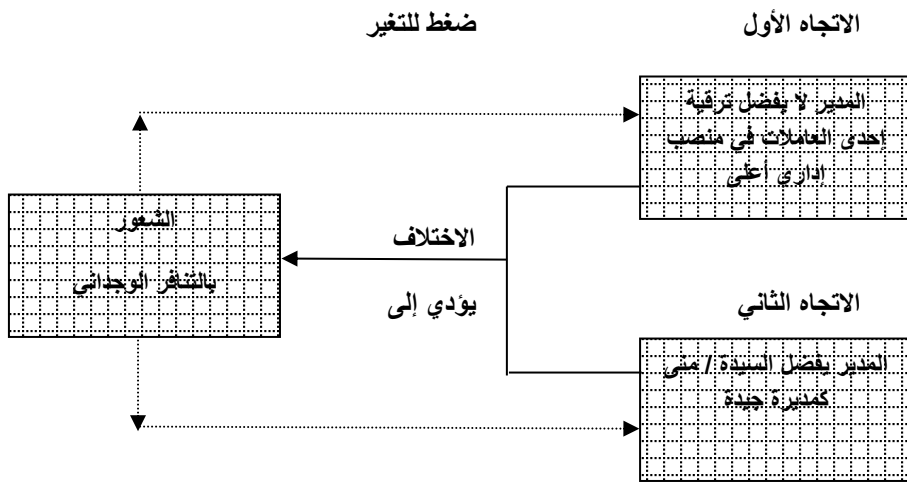 الاتجاه الأول
ضغط للتغير
المدير لا يفضل ترقية
إحدى العاملات في منصب
إداري أعلى
الشعور
بالتنافر الوجداني
الاختلاف
يؤدي إلى
الاتجاه الثاني
المدير يفضل السيدة / منى
كمديرة جيدة